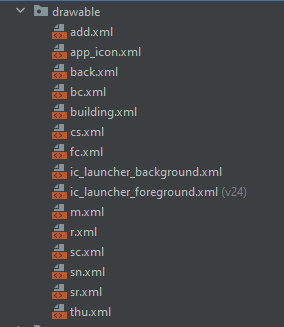 drawable
add.xml
app_icon.xml
back.xml
bc.xml
building.xml
cs.xml
fc.xml
ic_launcher_background.xml
ic_launcher_foreground.xml (v24)
m.xml
r.xml
sc.xml
sn.xml
sr.xml
thu.xml